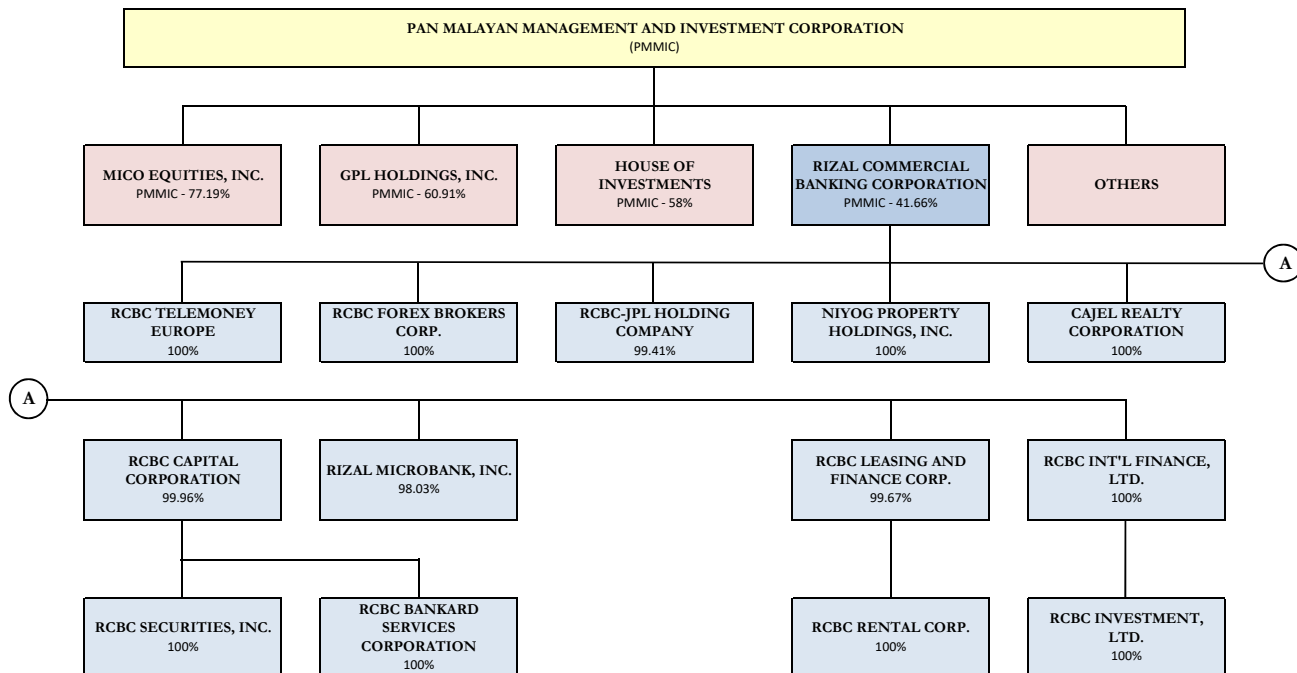 PAN MALAYAN MANAGEMENT AND INVESTMENT CORPORATION
(PMMIC)
MICO EQUITIES, INC.
PMMIC - 77.19%
GPL HOLDINGS, INC.
PMMIC - 60.91%
HOUSE OF
INVESTMENTS
PMMIC - 58%
RIZAL COMMERCIAL
BANKING CORPORATION
PMMIC - 41.66%
OTHERS
A
RCBC TELEMONEY
EUROPE
100%
RCBC FOREX BROKERS
CORP.
100%
RCBC-JPL HOLDING
COMPANY
99.41%
NIYOG PROPERTY
HOLDINGS, INC.
100%
CAJEL REALTY
CORPORATION
100%
A
RCBC CAPITAL
CORPORATION
99.96%
RIZAL MICROBANK, INC.
98.03%
RCBC LEASING AND
FINANCE CORP.
99.67%
RCBC INT'L FINANCE,
LTD.
100%
RCBC SECURITIES, INC.
100%
RCBC BANKARD
SERVICES
CORPORATION
100%
RCBC RENTAL CORP.
100%
RCBC INVESTMENT,
LTD.
100%